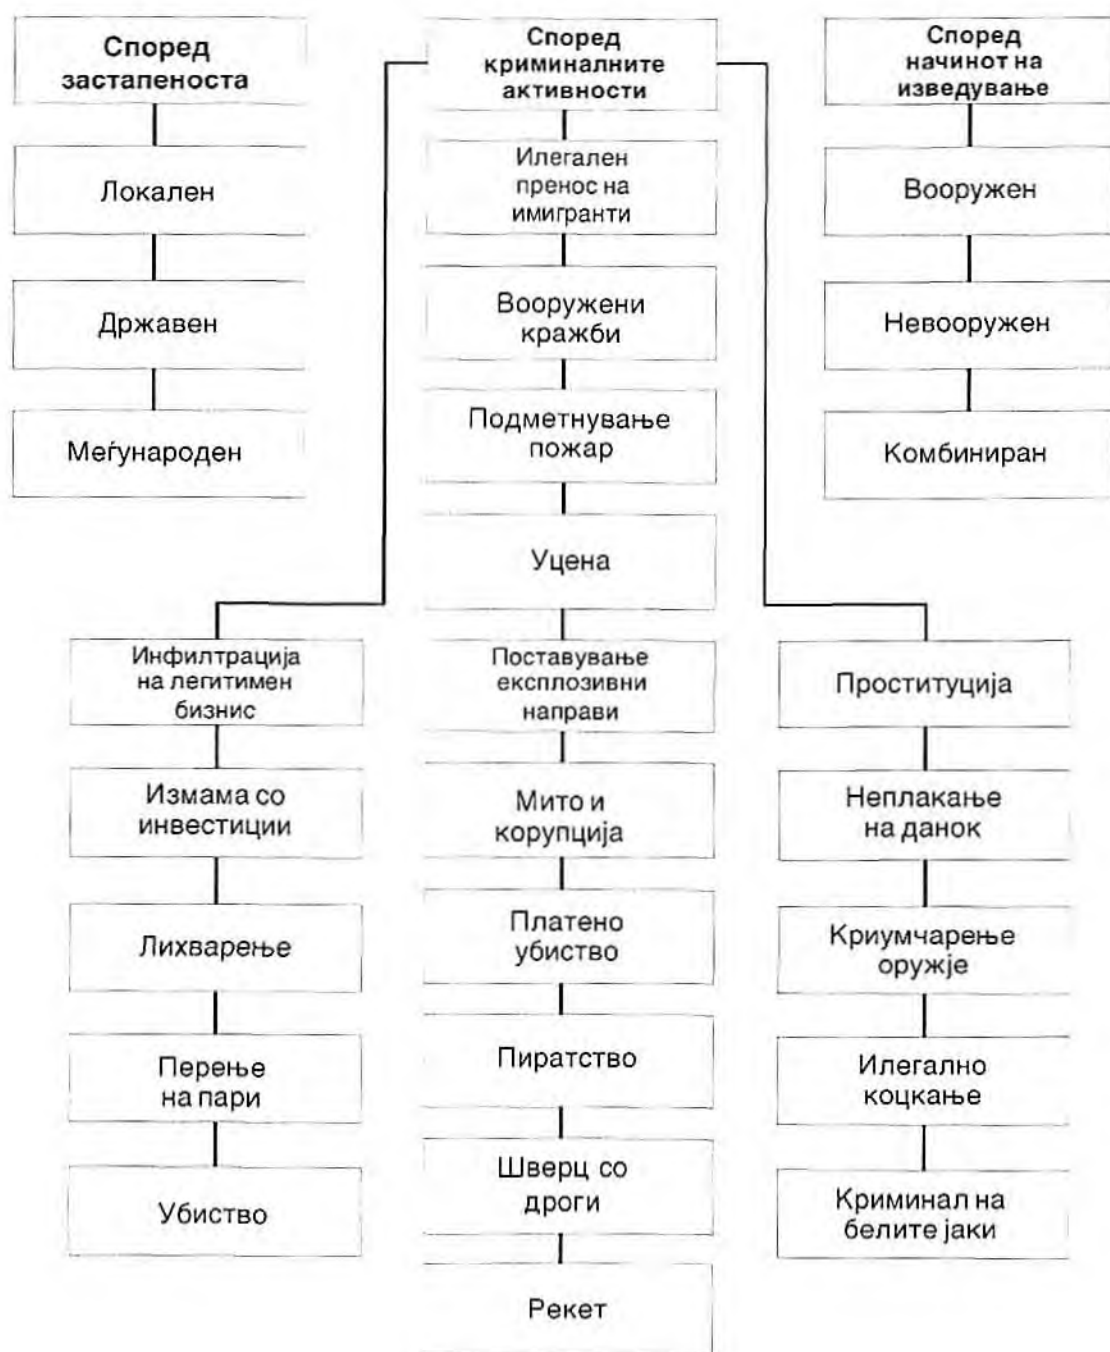 Според
застапеноста
Локален
Државен
Меѓународен
Според
криминалните
активности
Илегален
пренос на
имигранти
Вооружени
кражби
Подметнување
пожар
Уцена
Поставување
експлозивни
направи
Мито и
корупција
Платено
убиство
Пиратство
Шверц со
дроги
Рекет
Инфилтрација
на легитимен
бизнис
Измама со
инвестиции
Лихварење
Перење
на пари
Убиство
Проституција
Неплакање
на данок
Криумчарење
оружје
Илегално
коцкање
Криминал на
белите јаки
Според
начинот на
изведување
Вооружен
Невооружен
Комбиниран